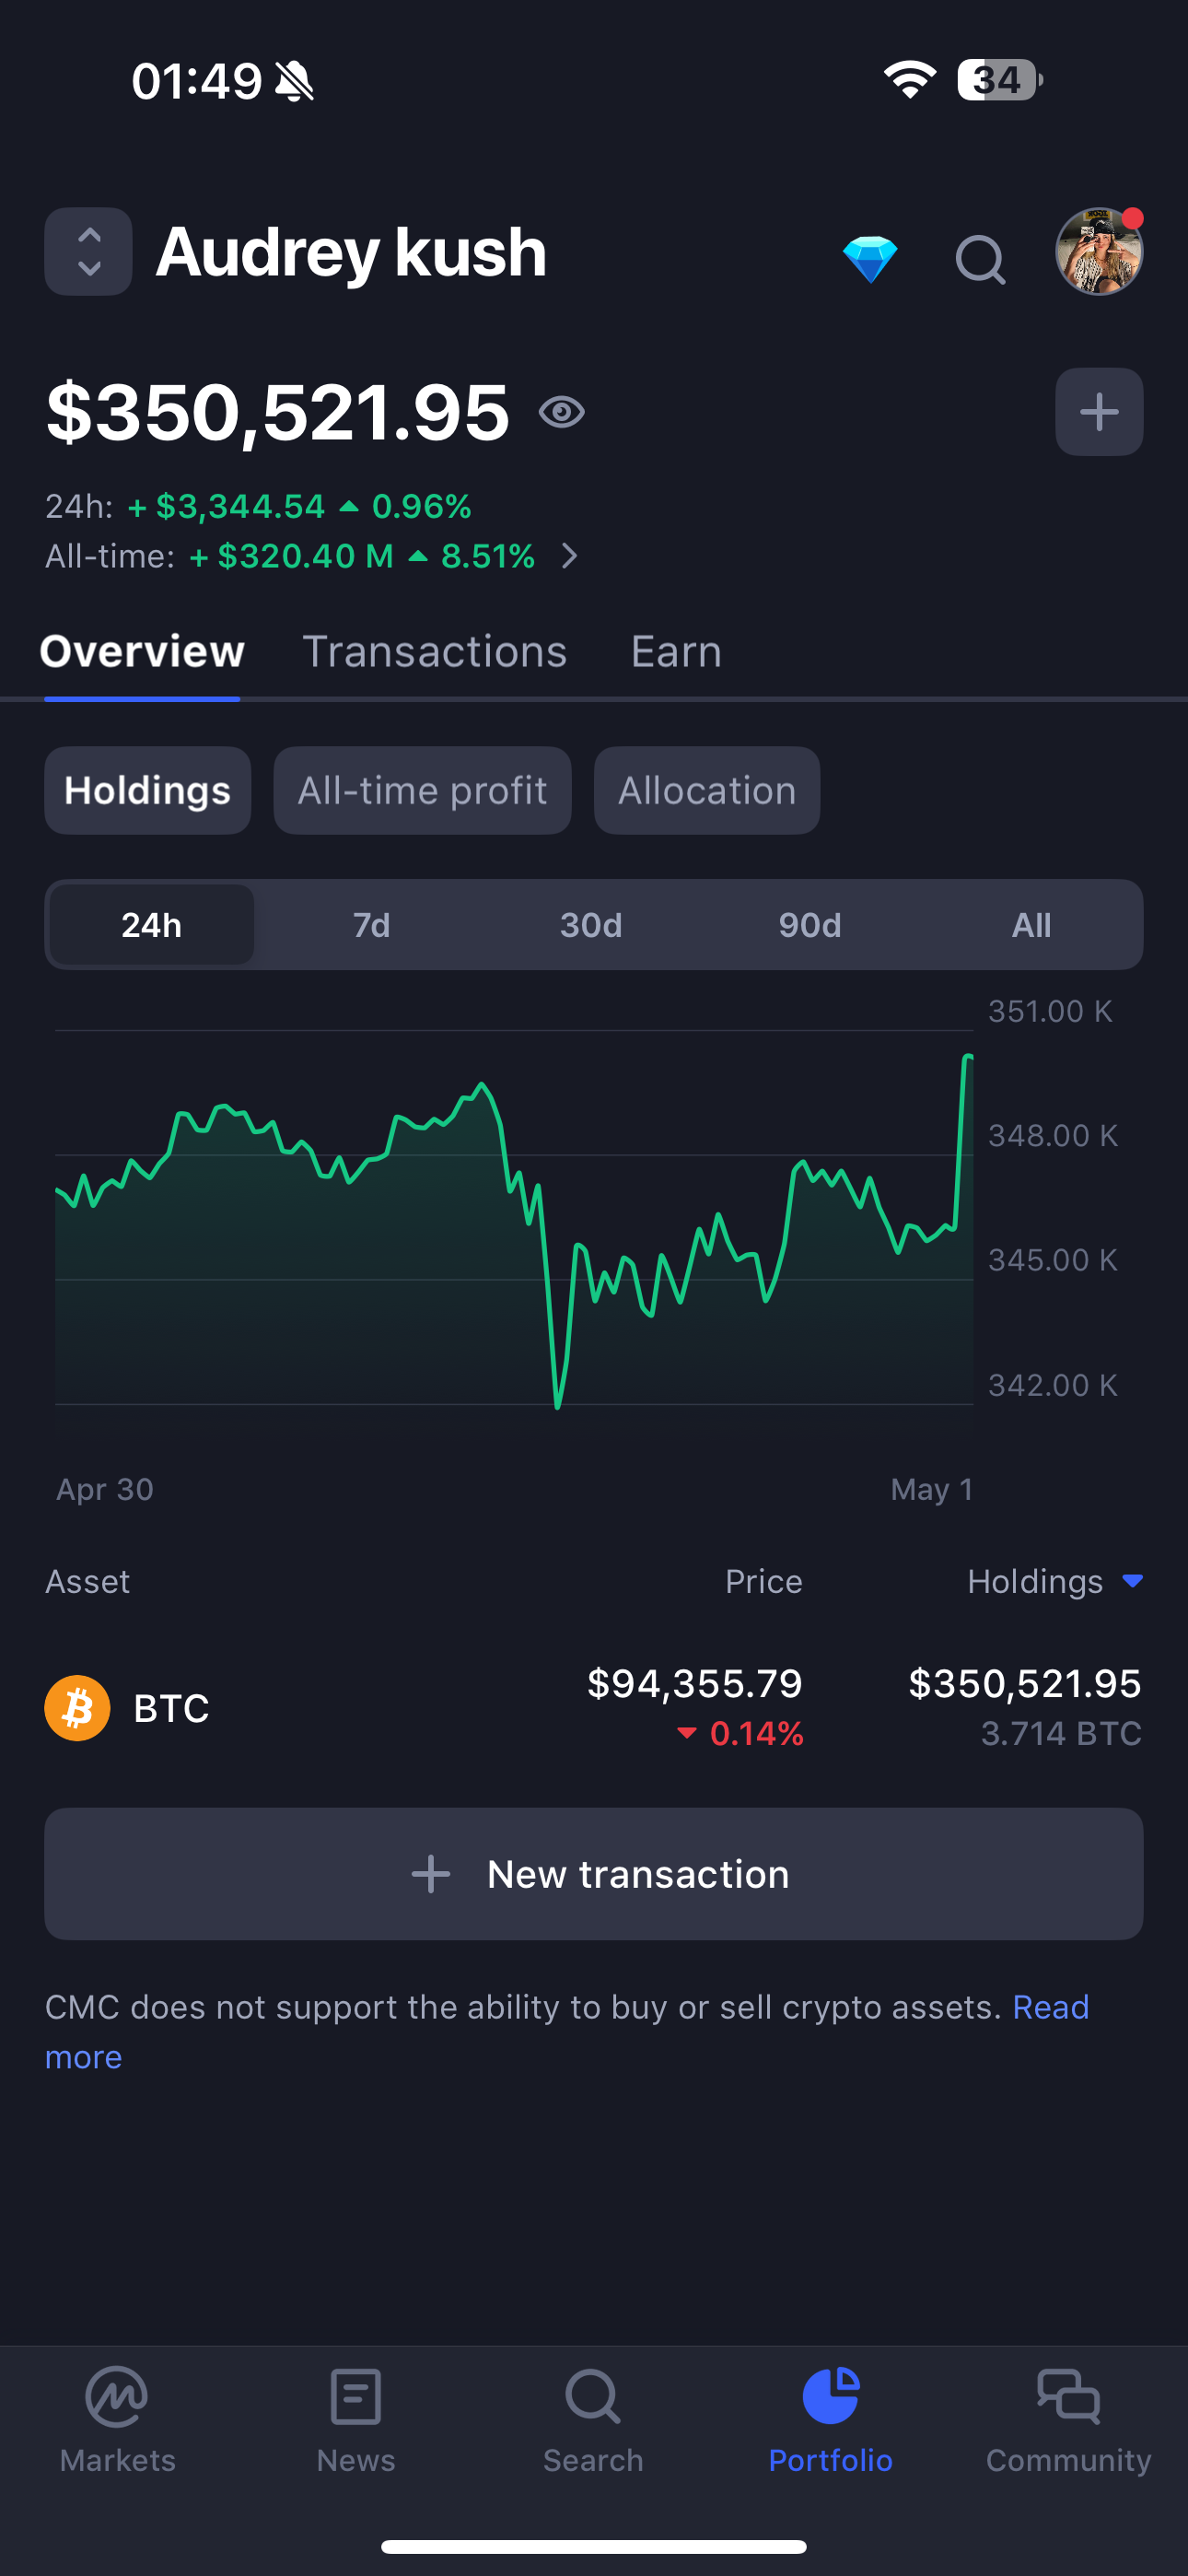 01:49
34
Audrey kush
$350,521.95
24h: + $3,344.54 ▲ 0.96%
All-time: + $320.40 M ▲ 8.51% >
Overview Transactions Earn
Holdings All-time profit Allocation
24h 7d 30d 90d All
351.00 K
348.00 K
345.00 K
342.00 K
Apr 30 May 1
Asset Price Holdings ▼
BTC $94,355.79 $350,521.95
▼ 0.14% 3.714 BTC
+ New transaction
CMC does not support the ability to buy or sell crypto assets. Read
more
Markets News Search Portfolio Community